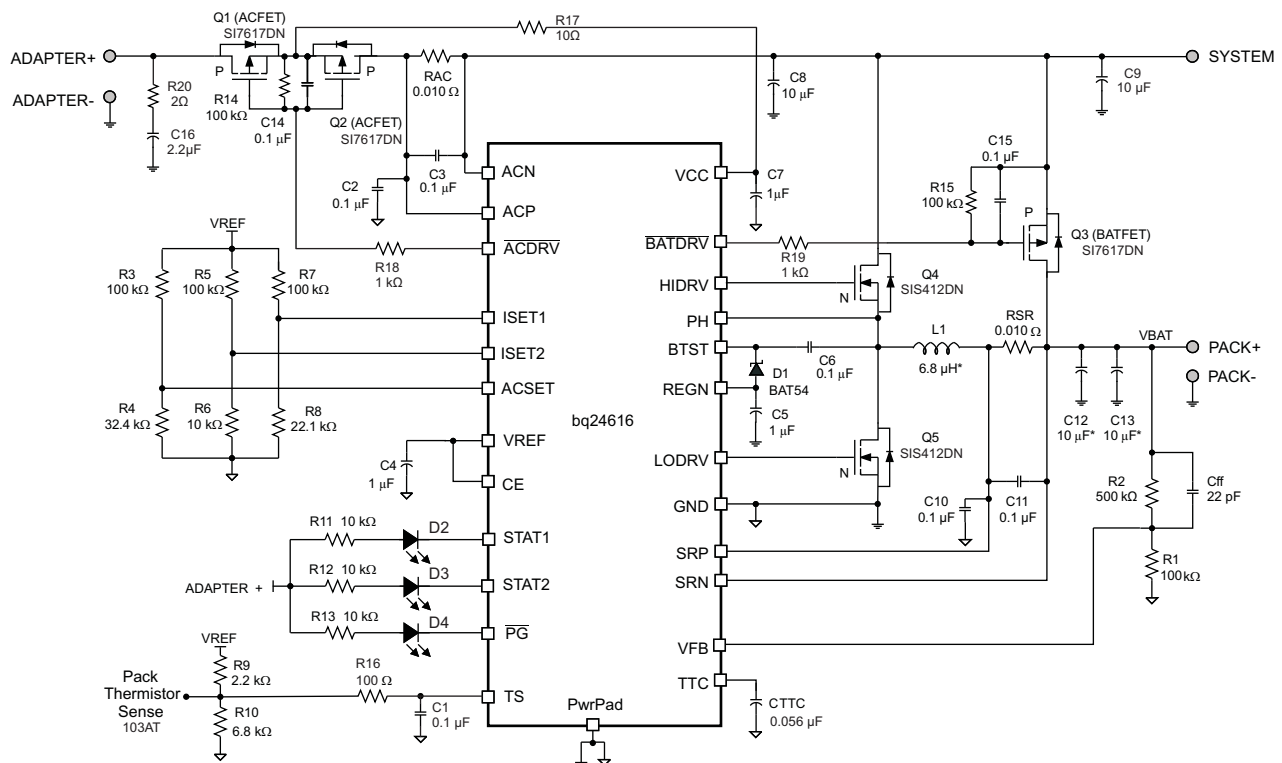 Q1 (ACFET)
SI7617DN
R17
10Ω
ADAPTER+
SYSTEM
P
P
RAC
0.010 Ω
R20
2Ω
C8
10 µF
C9
10 µF
ADAPTER-
R14
100 kΩ
C14
0.1 µF
Q2 (ACFET)
SI7617DN
C16
2.2µF
C3
0.1 µF
C2
0.1 µF
ACN
ACP
ACDRV
VCC
C7
1µF
C15
0.1 µF
R15
100 kΩ
P
Q3 (BATFET)
SI7617DN
VREF
R18
1 kΩ
BATDRV
R19
1 kΩ
R3
100 kΩ
R5
100 kΩ
R7
100 kΩ
HIDRV
N
Q4
SIS412DN
ISET1
PH
RSR
0.010 Ω
L1
6.8 µH*
VBAT
ISET2
BTST
C6
0.1 µF
PACK+
D1
BAT54
PACK-
ACSET
REGN
R4
32.4 kΩ
R6
10 kΩ
R8
22.1 kΩ
C5
1 µF
bq24616
C12
10 µF*
C13
10 µF*
VREF
Q5
SIS412DN
LODRV
N
C4
1 µF
CE
R2
500 kΩ
Cff
22 pF
GND
C10
0.1 µF
C11
0.1 µF
R11 10 kΩ
D2
STAT1
SRP
R12 10 kΩ
D3
STAT2
SRN
R1
100kΩ
ADAPTER +
R13 10 kΩ
D4
PG
VREF
VFB
R9
2.2 kΩ
R16
100 Ω
TTC
Pack
Thermistor
Sense
103AT
TS
R10
6.8 kΩ
C1
0.1 µF
PwrPad
CTTC
0.056 µF